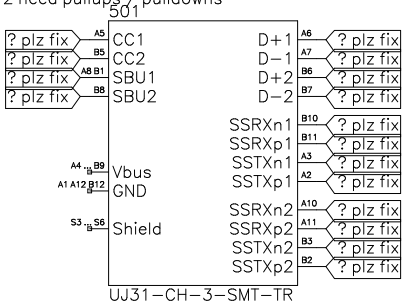 2 need pullups / pulldowns
501
? plz fix A5 CC1 D+1 A6 ? plz fix
? plz fix B5 CC2 D-1 A7 ? plz fix
? plz fix A8 B1 SBU1 D+2 B6 ? plz fix
? plz fix B8 SBU2 D-2 B7 ? plz fix
SSRXn1 B10 ? plz fix
SSRXp1 B11 ? plz fix
SSTXn1 A3 ? plz fix
SSTXp1 A2 ? plz fix
A4 ... B9 Vbus
A1 A12 B12 GND
SSRXn2 A10 ? plz fix
SSRXp2 A11 ? plz fix
S3 ... S6 Shield
SSTXn2 B3 ? plz fix
SSTXp2 B2 ? plz fix
UJ31-CH-3-SMT-TR